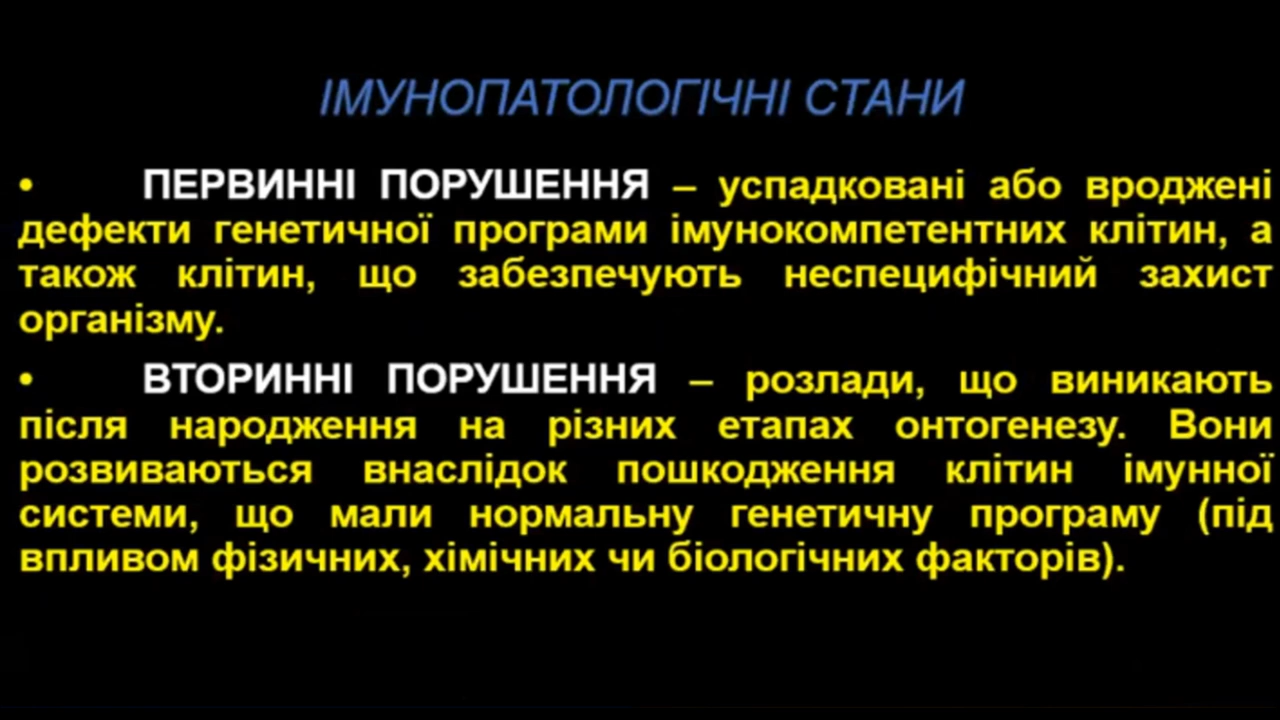 ІМУНОПАТОЛОГІЧНІ СТАНИ
• ПЕРВИННІ ПОРУШЕННЯ – успадковані або вроджені
дефекти генетичної програми імунокомпетентних клітин, а
також клітин, що забезпечують неспецифічний захист
організму.
• ВТОРИННІ ПОРУШЕННЯ – розлади, що виникають
після народження на різних етапах онтогенезу. Вони
розвиваються внаслідок пошкодження клітин імунної
системи, що мали нормальну генетичну програму (під
впливом фізичних, хімічних чи біологічних факторів).